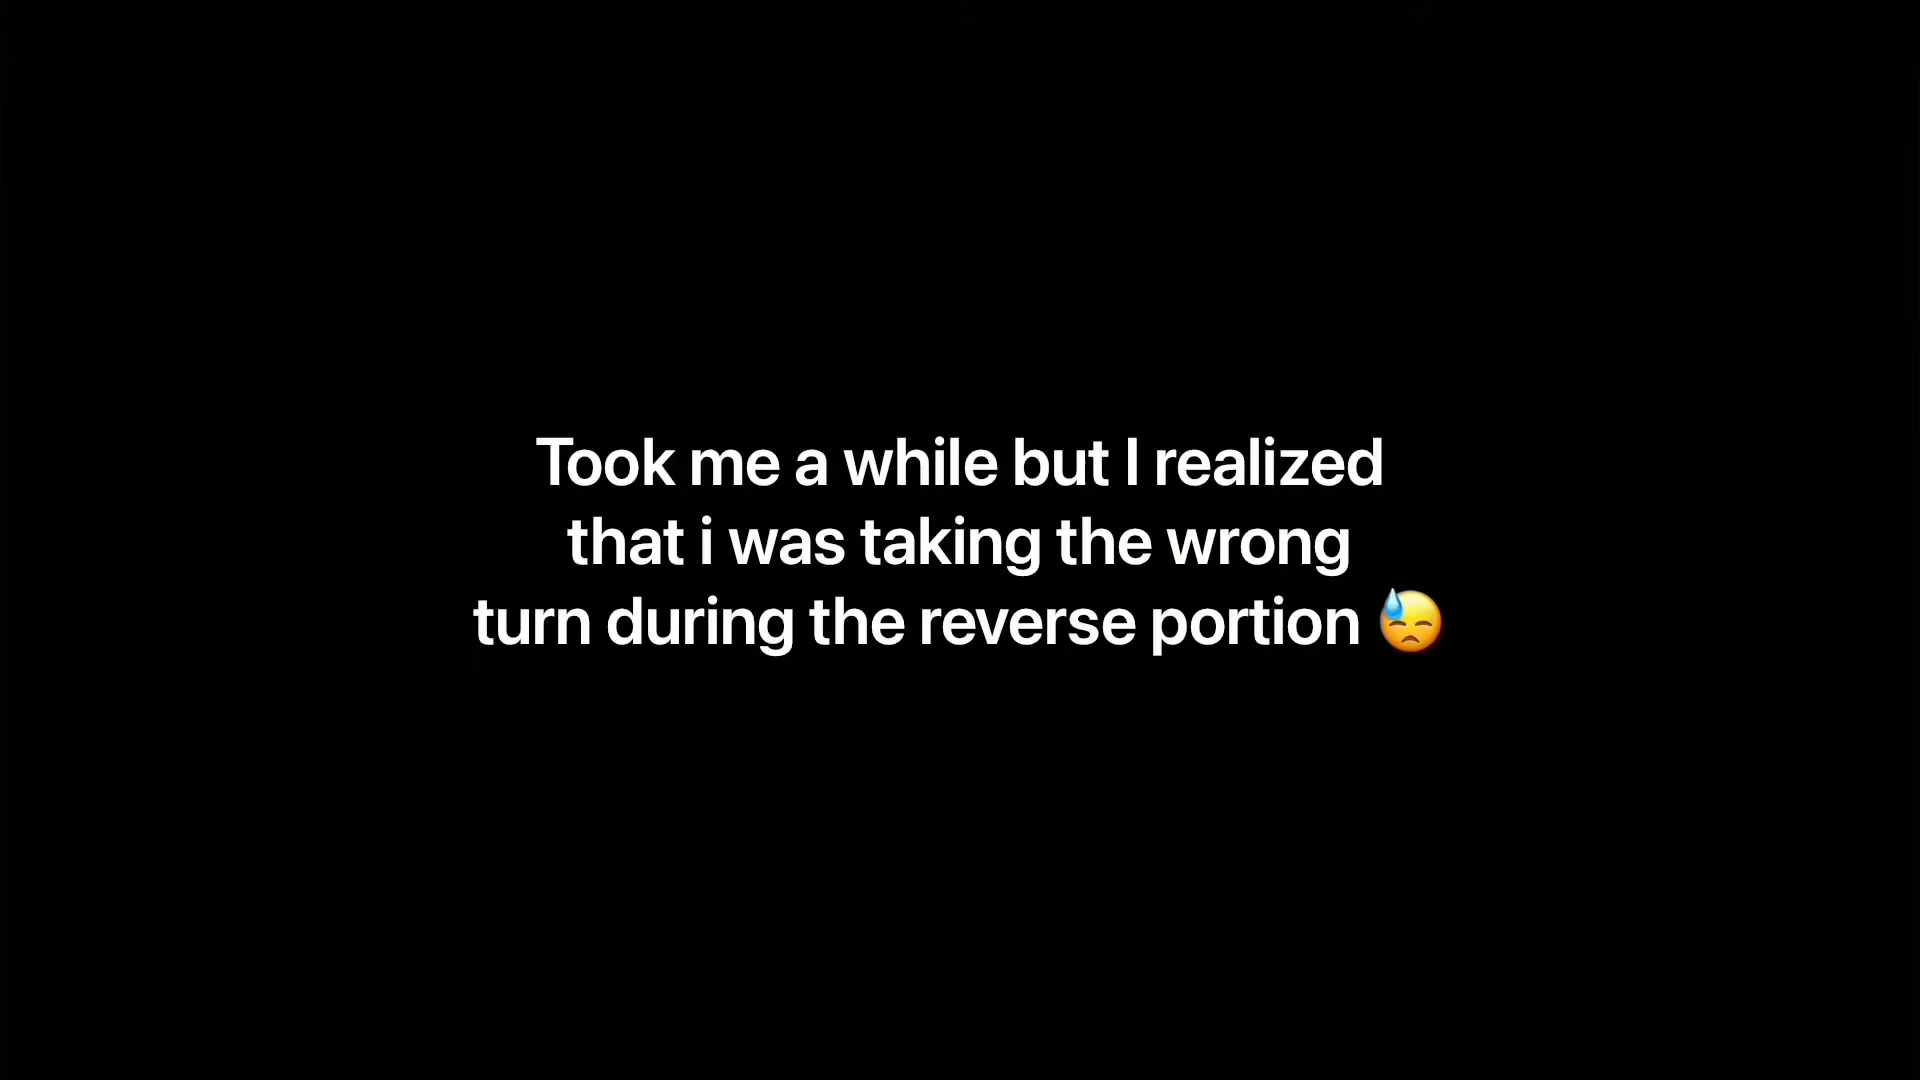 Took me a while but I realized
that i was taking the wrong
turn during the reverse portion 😓